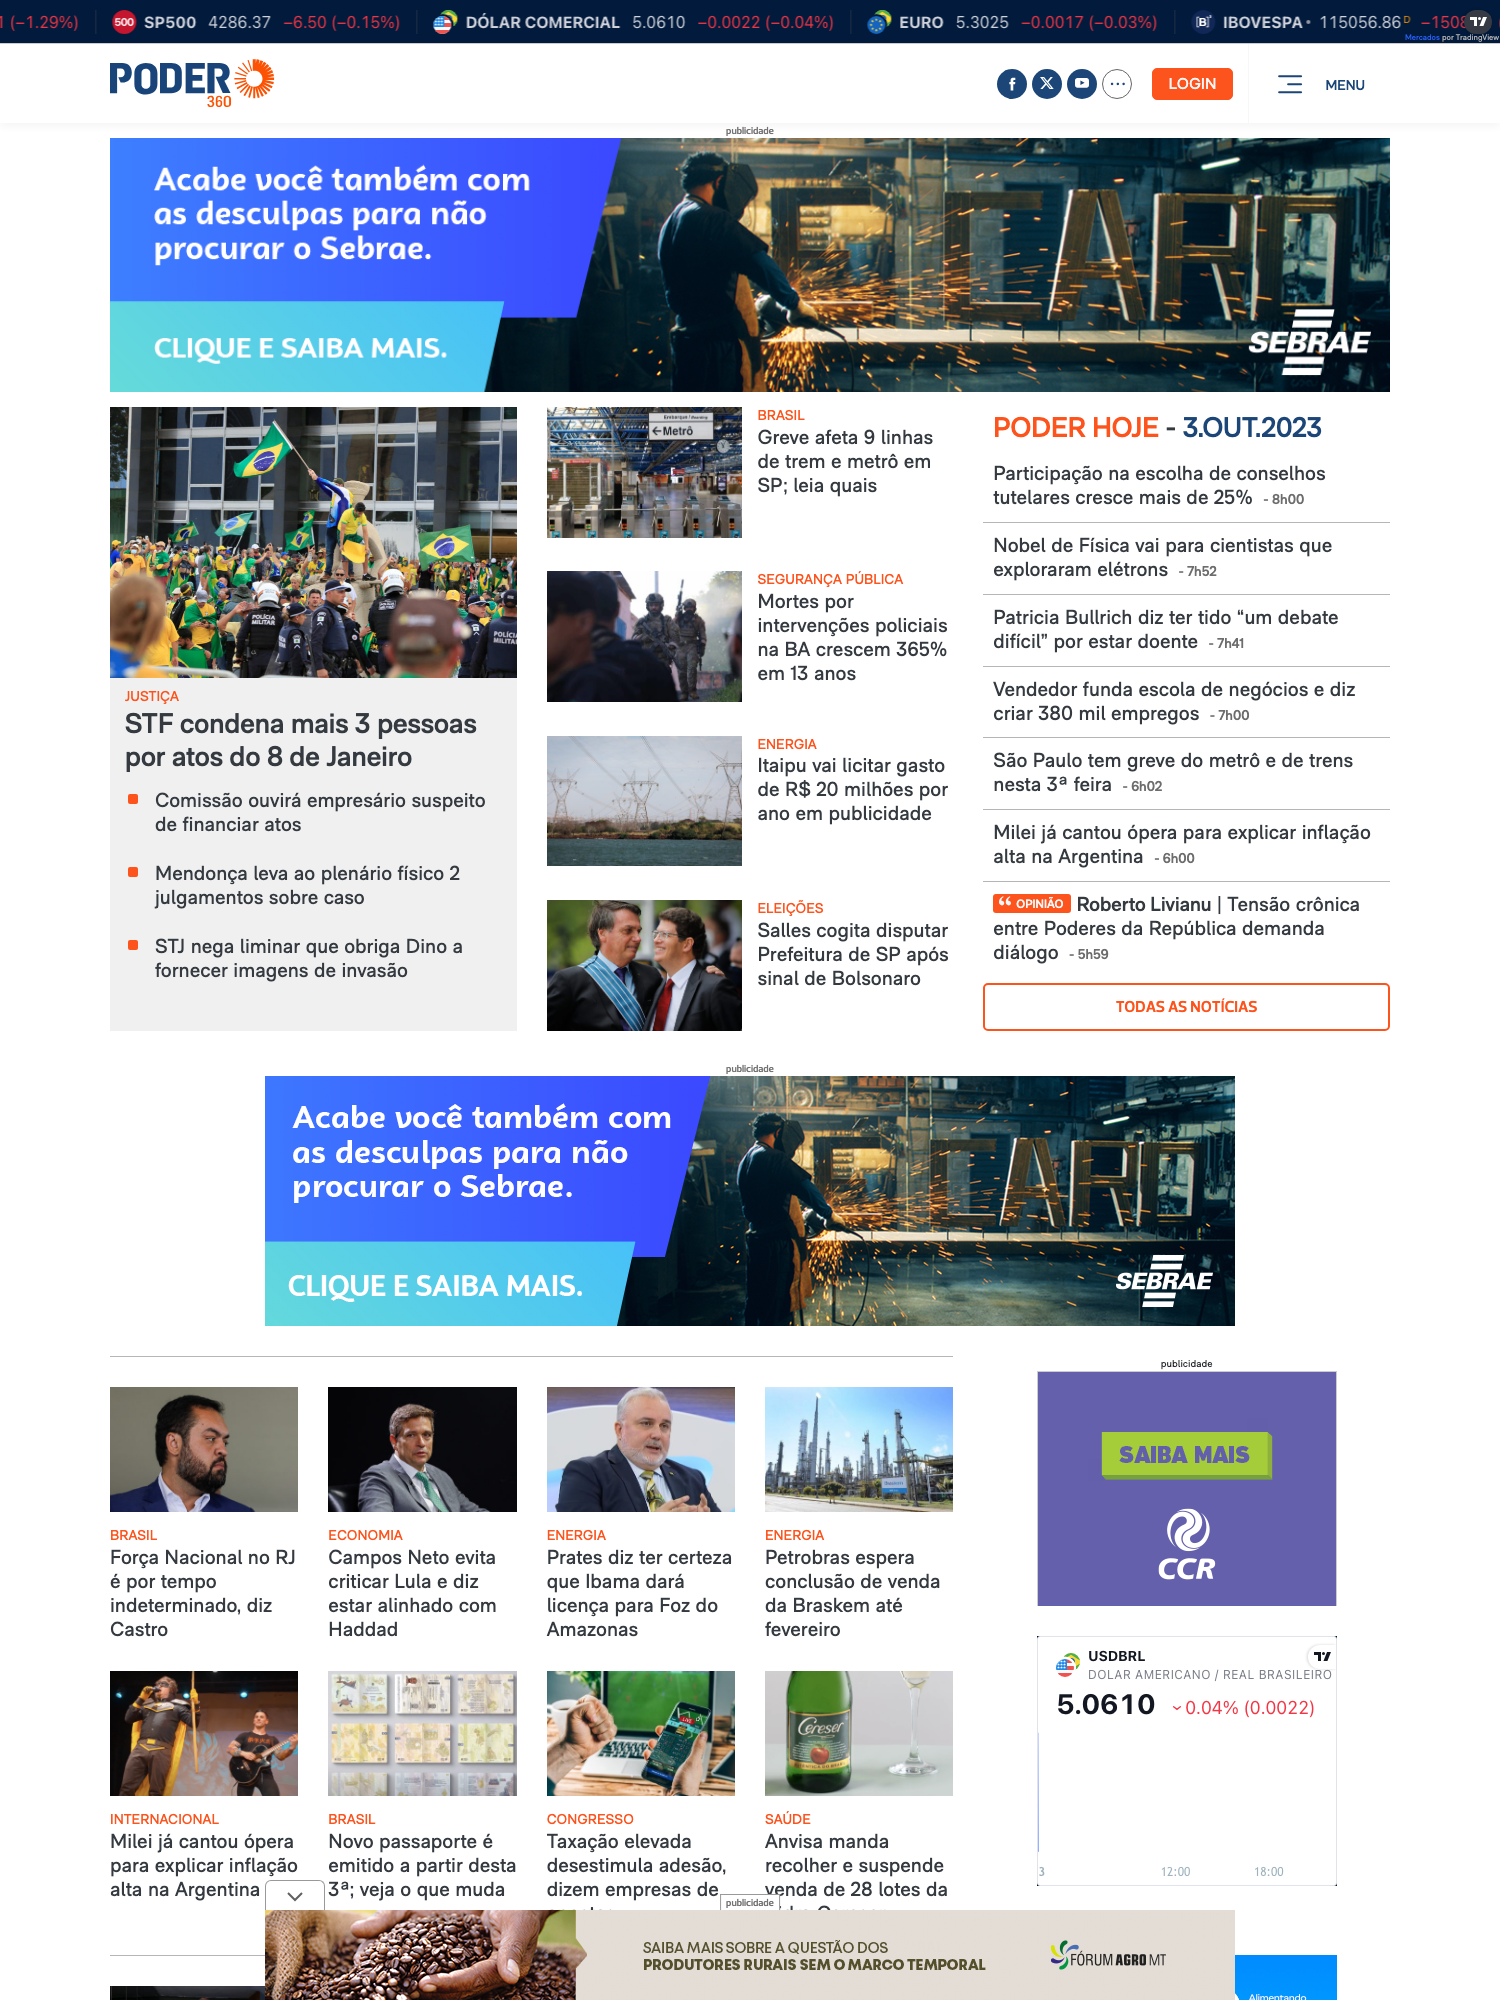 (−1.29%)
SP500 4286.37 −6.50 (−0.15%)
DÓLAR COMERCIAL 5.0610 −0.0022 (−0.04%)
EURO 5.3025 −0.0017 (−0.03%)
IBOVESPA 115056.86 D
Mercados por TradingView
PODER
360
LOGIN
MENU
publicidade
Acabe você também com
as desculpas para não
procurar o Sebrae.
CLIQUE E SAIBA MAIS.
SEBRAE
JUSTIÇA
STF condena mais 3 pessoas
por atos do 8 de Janeiro
Comissão ouvirá empresário suspeito
de financiar atos
Mendonça leva ao plenário físico 2
julgamentos sobre caso
STJ nega liminar que obriga Dino a
fornecer imagens de invasão
POLÍCIA
MILITAR
←Metrô
BRASIL
Greve afeta 9 linhas
de trem e metrô em
SP; leia quais
SEGURANÇA PÚBLICA
Mortes por
intervenções policiais
na BA crescem 365%
em 13 anos
ENERGIA
Itaipu vai licitar gasto
de R$ 20 milhões por
ano em publicidade
ELEIÇÕES
Salles cogita disputar
Prefeitura de SP após
sinal de Bolsonaro
PODER HOJE - 3.OUT.2023
Participação na escolha de conselhos
tutelares cresce mais de 25% - 8h00
Nobel de Física vai para cientistas que
exploraram elétrons - 7h52
Patricia Bullrich diz ter tido “um debate
difícil” por estar doente - 7h41
Vendedor funda escola de negócios e diz
criar 380 mil empregos - 7h00
São Paulo tem greve do metrô e de trens
nesta 3ª feira - 6h02
Milei já cantou ópera para explicar inflação
alta na Argentina - 6h00
OPINIÃO Roberto Livianu | Tensão crônica
entre Poderes da República demanda
diálogo - 5h59
TODAS AS NOTÍCIAS
publicidade
Acabe você também com
as desculpas para não
procurar o Sebrae.
CLIQUE E SAIBA MAIS.
SEBRAE
BRASIL
Força Nacional no RJ
é por tempo
indeterminado, diz
Castro
ECONOMIA
Campos Neto evita
criticar Lula e diz
estar alinhado com
Haddad
ENERGIA
Prates diz ter certeza
que Ibama dará
licença para Foz do
Amazonas
ENERGIA
Petrobras espera
conclusão de venda
da Braskem até
fevereiro
publicidade
SAIBA MAIS
CCR
USDBRL
DOLAR AMERICANO / REAL BRASILEIRO
5.0610 0.04% (0.0022)
3 12:00 18:00
INTERNACIONAL
Milei já cantou ópera
para explicar inflação
alta na Argentina
BRASIL
Novo passaporte é
emitido a partir desta
3ª; veja o que muda
CONGRESSO
Taxação elevada
desestimula adesão,
dizem empresas de
Cereser
SAÚDE
Anvisa manda
recolher e suspende
venda de 28 lotes da
publicidade
SAIBA MAIS SOBRE A QUESTÃO DOS
PRODUTORES RURAIS SEM O MARCO TEMPORAL
FÓRUM AGRO MT
Alimentando